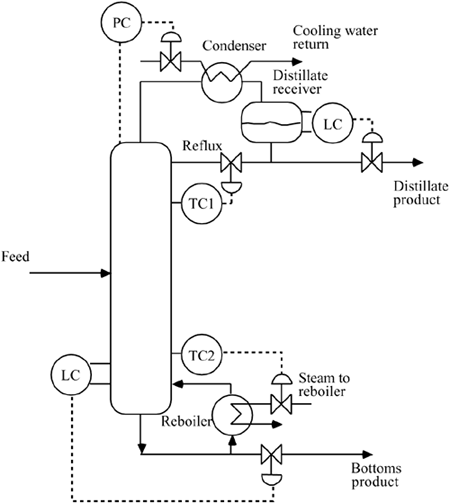 PC
Condenser
Cooling water
return
Distillate
receiver
LC
Reflux
Distillate
product
TC1
Feed
TC2
LC
Steam to
reboiler
Reboiler
Bottoms
product